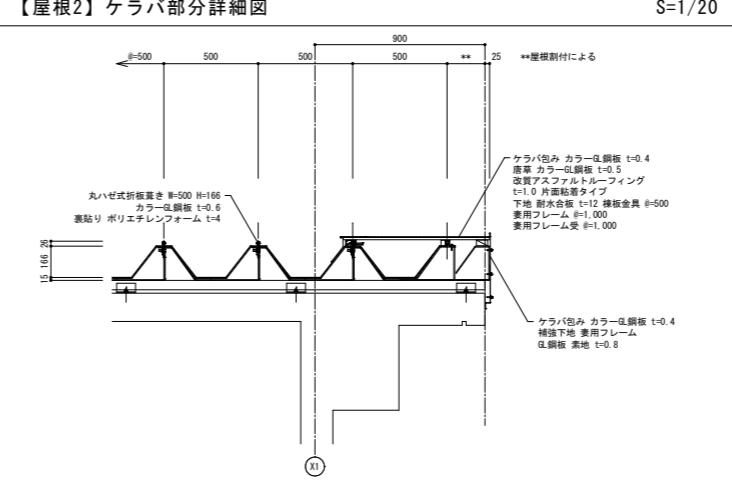 【屋根2】ケラバ部分詳細図
S=1/20
900
@=500
500
500
500
**
25
**屋根割付による
ケラバ包み カラーGL鋼板 t=0.4
唐草 カラーGL鋼板 t=0.5
改質アスファルトルーフィング
t=1.0 片面粘着タイプ
下地 耐水合板 t=12 棟板金具 @=500
妻用フレーム @=1,000
妻用フレーム受 @=1,000
丸ハゼ式折板葺き W=500 H=166
カラーGL鋼板 t=0.6
裏貼り ポリエチレンフォーム t=4
26
166
15
ケラバ包み カラーGL鋼板 t=0.4
補強下地 妻用フレーム
GL鋼板 素地 t=0.8
X1